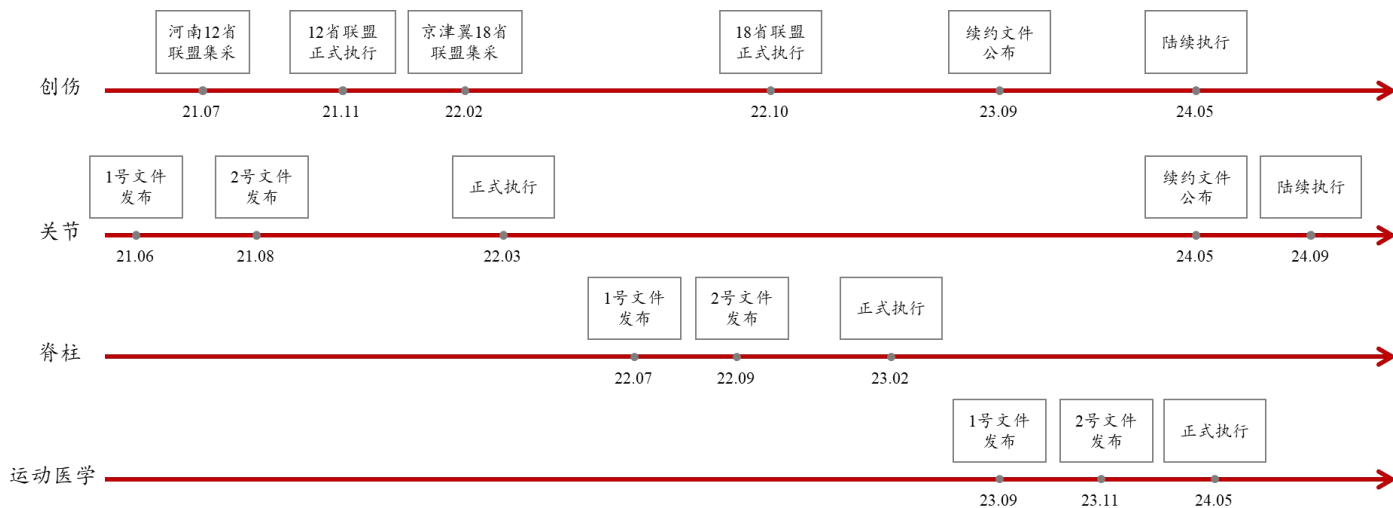 河南12省
联盟集采
12省联盟
正式执行
京津翼18省
联盟集采
18省联盟
正式执行
续约文件
公布
陆续执行
创伤
21.07
21.11
22.02
22.10
23.09
24.05
1号文件
发布
2号文件
发布
正式执行
续约文件
公布
陆续执行
关节
21.06
21.08
22.03
24.05
24.09
1号文件
发布
2号文件
发布
正式执行
脊柱
22.07
22.09
23.02
1号文件
发布
2号文件
发布
正式执行
运动医学
23.09
23.11
24.05